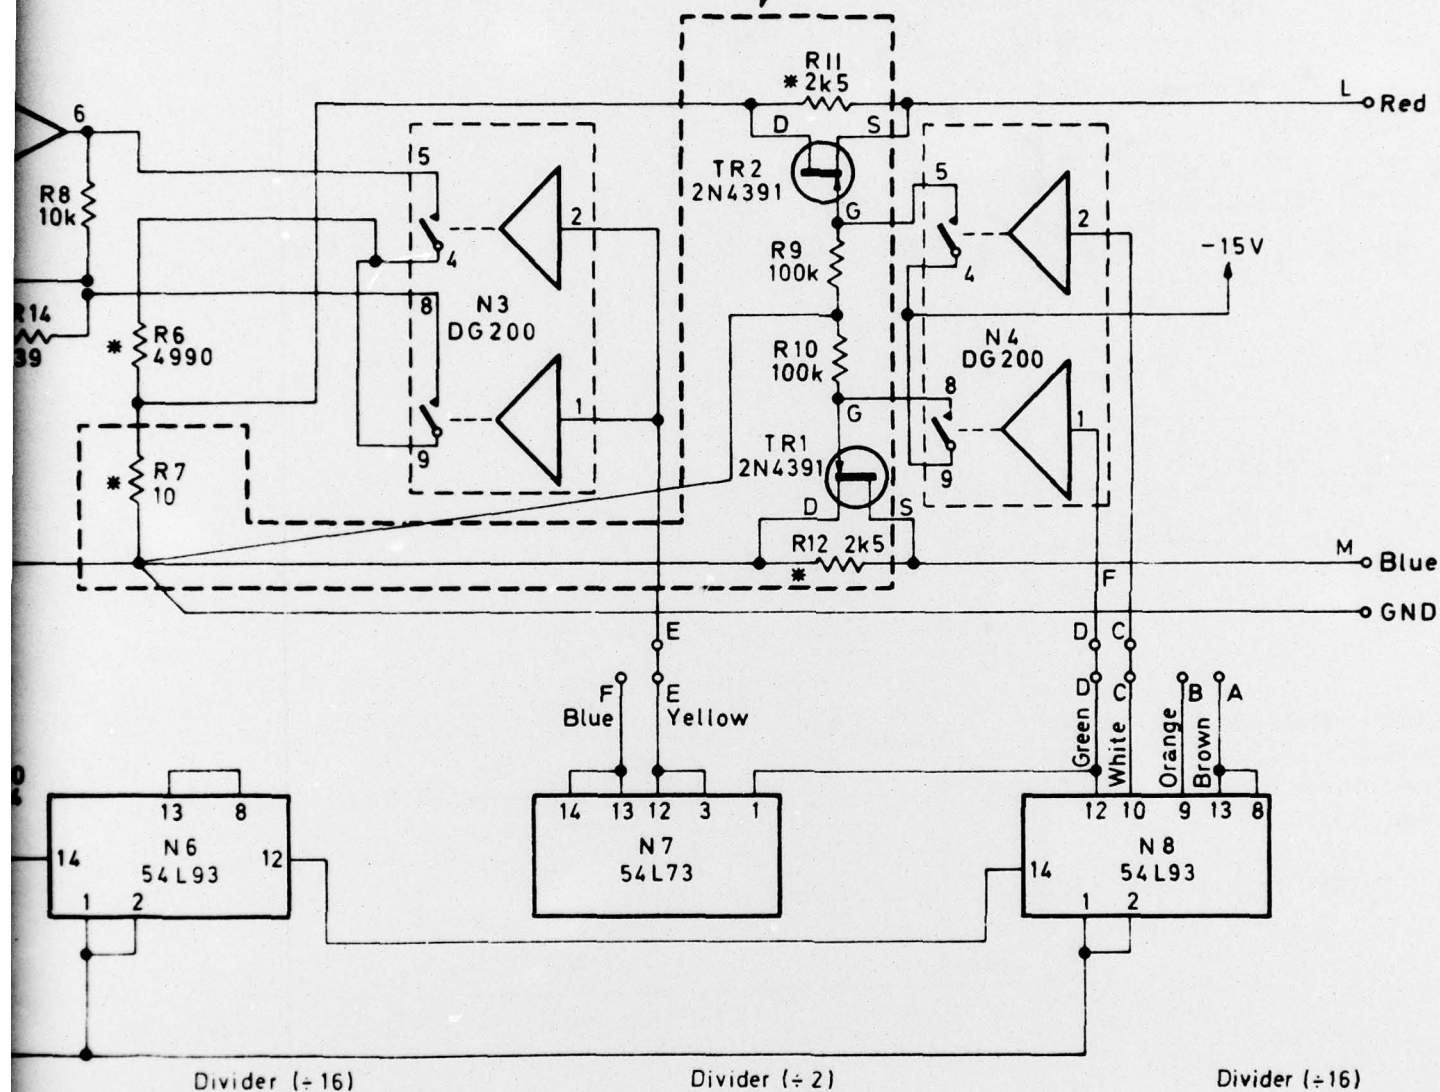 R11
* 2k5
L
Red
6
D
S
5
TR2
2N4391
5
R8
10k
2
G
2
-15V
4
R9
100k
4
8
N3
DG200
R14
39
* R6
4990
N4
DG200
R10
100k
8
G
1
TR1
2N4391
1
9
* R7
10
9
D
S
R12 2k5
*
M
Blue
F
GND
E
D
C
F
E
D
C
B
A
Blue
Yellow
Green
White
Orange
Brown
13
8
14
13
12
3
1
12
10
9
13
8
N6
54L93
14
12
N7
54L73
N8
54L93
14
1
2
1
2
Divider (÷16)
Divider (÷2)
Divider (÷16)